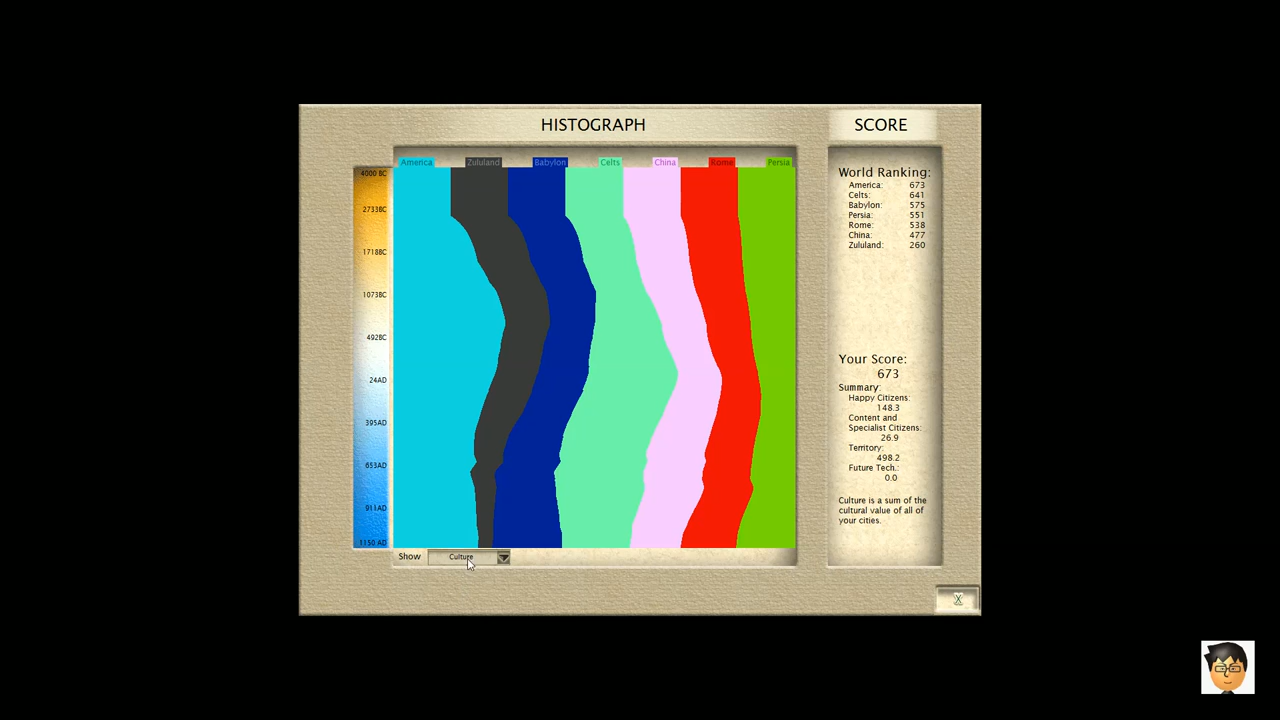 HISTOGRAPH
America Zululand Babylon Celts China Rome Persia
4000 BC
2733BC
1718BC
1073BC
492BC
24AD
395AD
653AD
911AD
1150 AD
Show Culture
SCORE
World Ranking:
America: 673
Celts: 641
Babylon: 575
Persia: 551
Rome: 538
China: 477
Zululand: 260
Your Score:
673
Summary:
Happy Citizens:
148.3
Content and
Specialist Citizens:
26.9
Territory:
498.2
Future Tech.:
0.0
Culture is a sum of the
cultural value of all of
your cities.
X